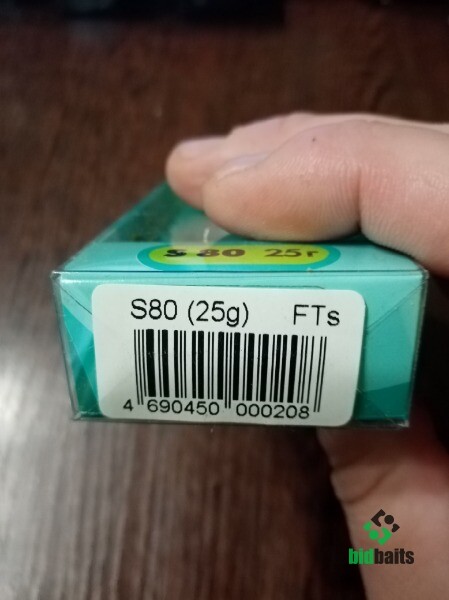 S 80 25г
S80 (25g) FTs
4 690450 000208
bidbaits